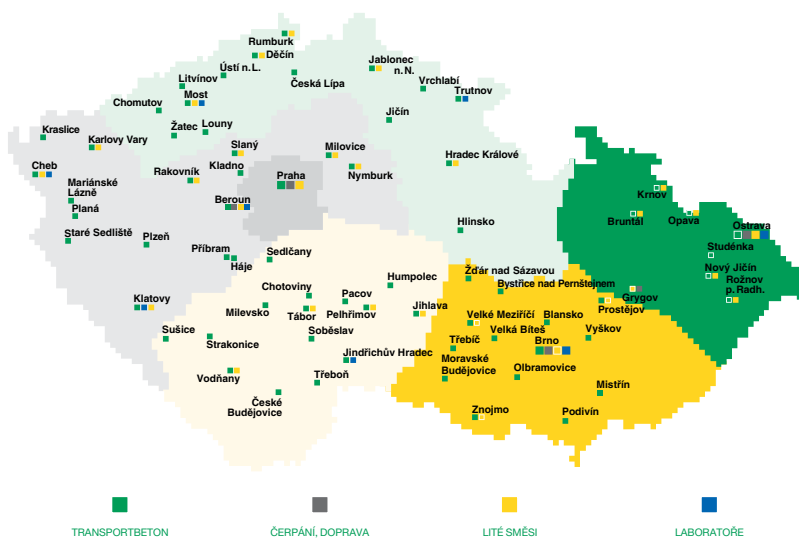 Rumburk
Děčín
Ústí n.L.
Česká Lípa
Jablonec
n. N.
Vrchlabí
Trutnov
Litvínov
Most
Chomutov
Jičín
Žatec
Louny
Kraslice
Karlovy Vary
Slaný
Milovice
Hradec Králové
Cheb
Rakovník
Kladno
Praha
Nymburk
Mariánské
Lázně
Planá
Beroun
Krnov
Bruntál
Opava
Ostrava
Staré Sedliště
Plzeň
Hlinsko
Studénka
Příbram
Háje
Sedlčany
Žďár nad Sázavou
Nový Jičín
Rožnov
p. Radh.
Bystřice nad Pernštejnem
Humpolec
Chotoviny
Pacov
Grygov
Prostějov
Klatovy
Milevsko
Tábor
Pelhřimov
Jihlava
Velké Meziříčí
Blansko
Velká Bíteš
Vyškov
Sušice
Strakonice
Soběslav
Třebíč
Brno
Jindřichův Hradec
Moravské
Budějovice
Olbramovice
Vodňany
Třeboň
Mistřín
České
Budějovice
Znojmo
Podivín
TRANSPORTBETON
ČERPÁNÍ, DOPRAVA
LITÉ SMĚSI
LABORATOŘE